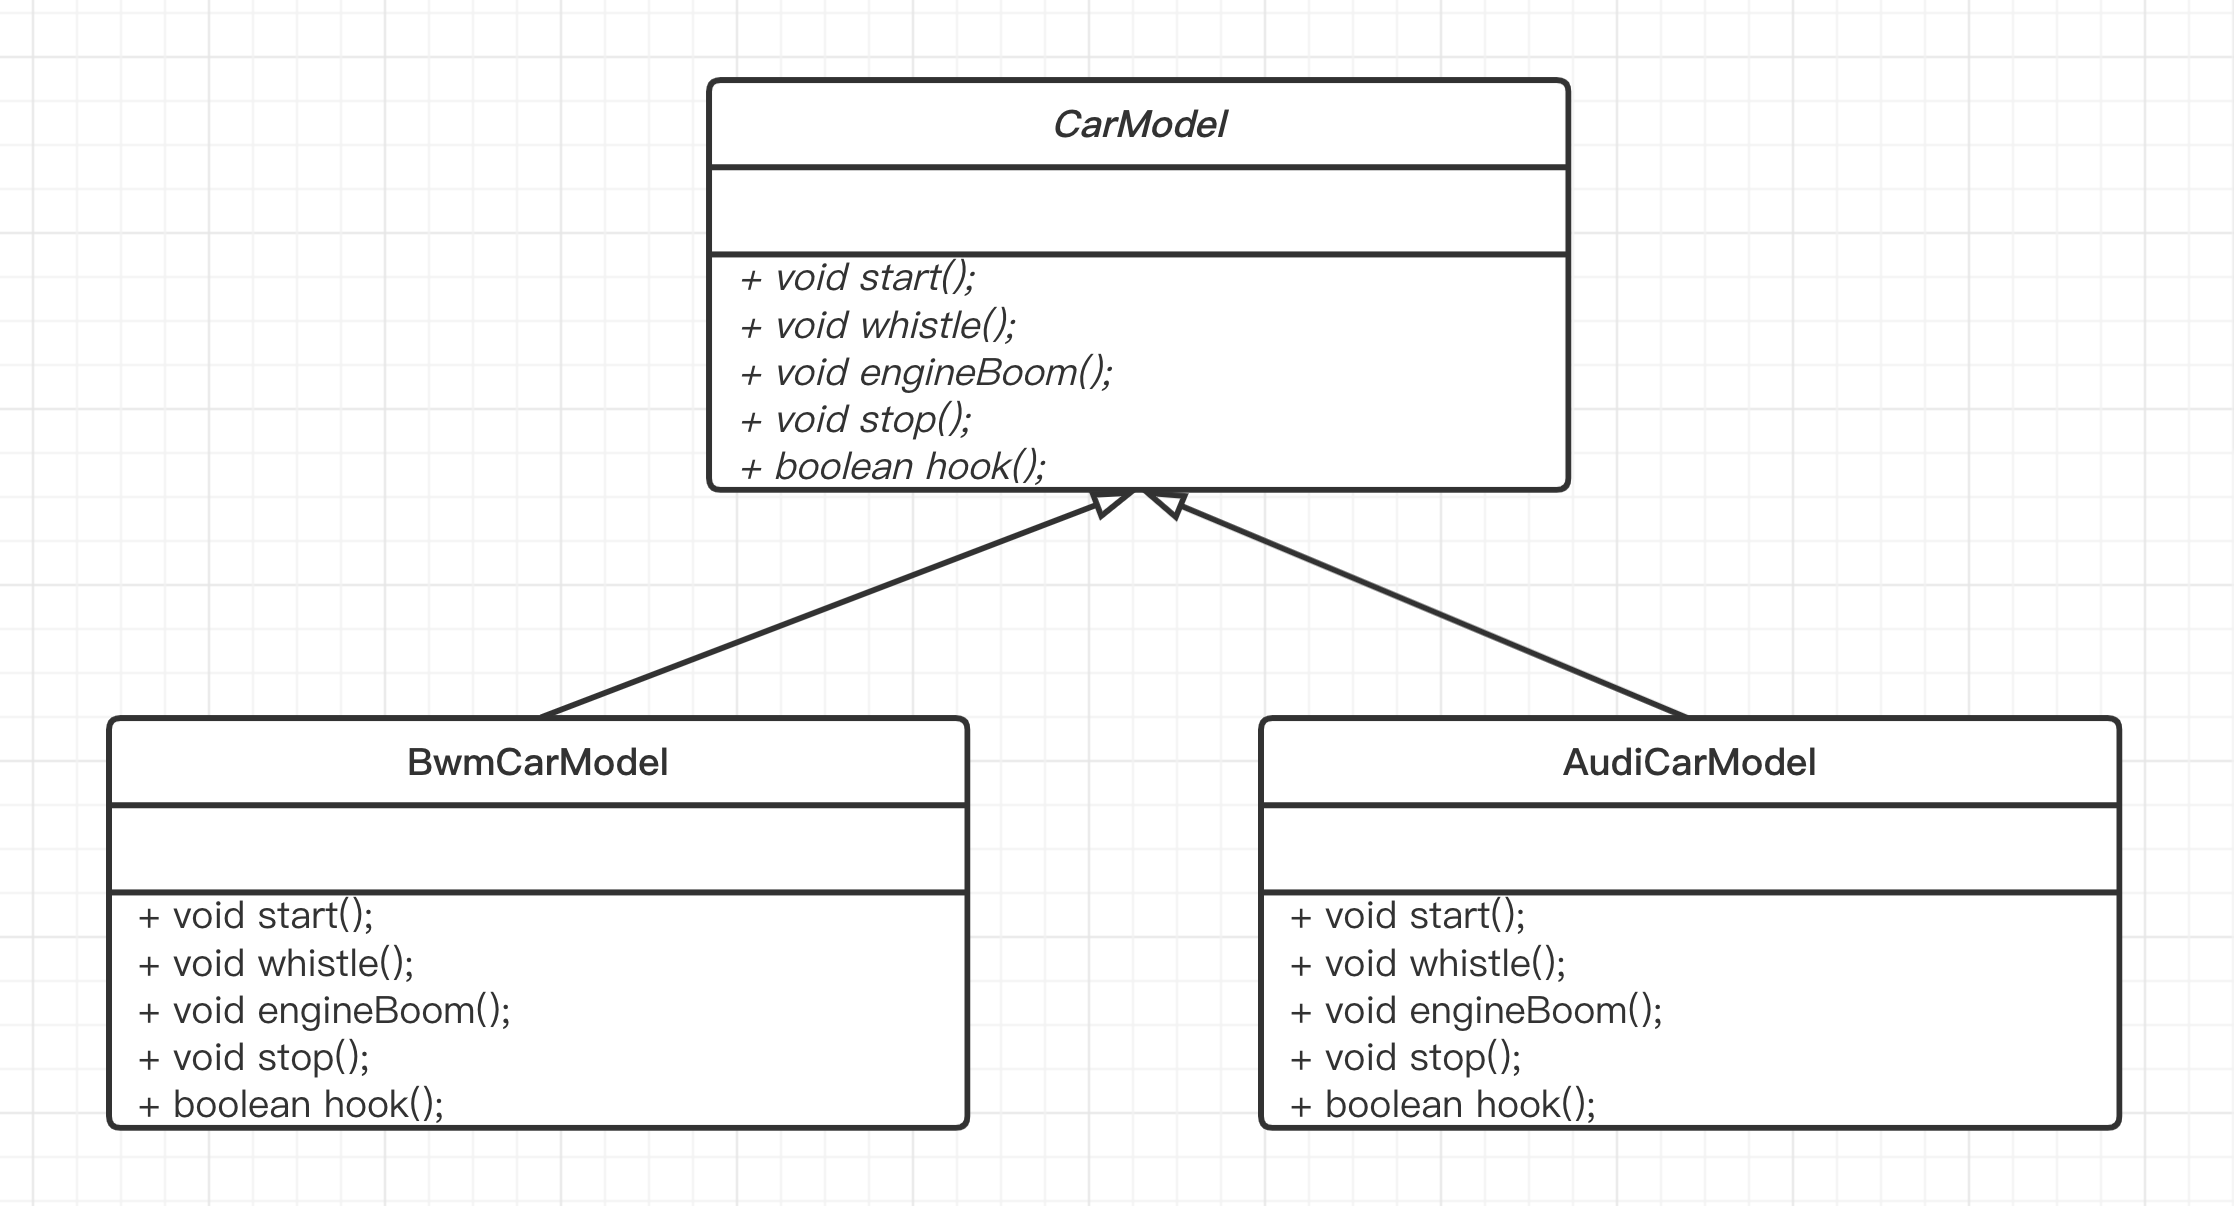 CarModel
+ void start();
+ void whistle();
+ void engineBoom();
+ void stop();
+ boolean hook();
BwmCarModel
+ void start();
+ void whistle();
+ void engineBoom();
+ void stop();
+ boolean hook();
AudiCarModel
+ void start();
+ void whistle();
+ void engineBoom();
+ void stop();
+ boolean hook();